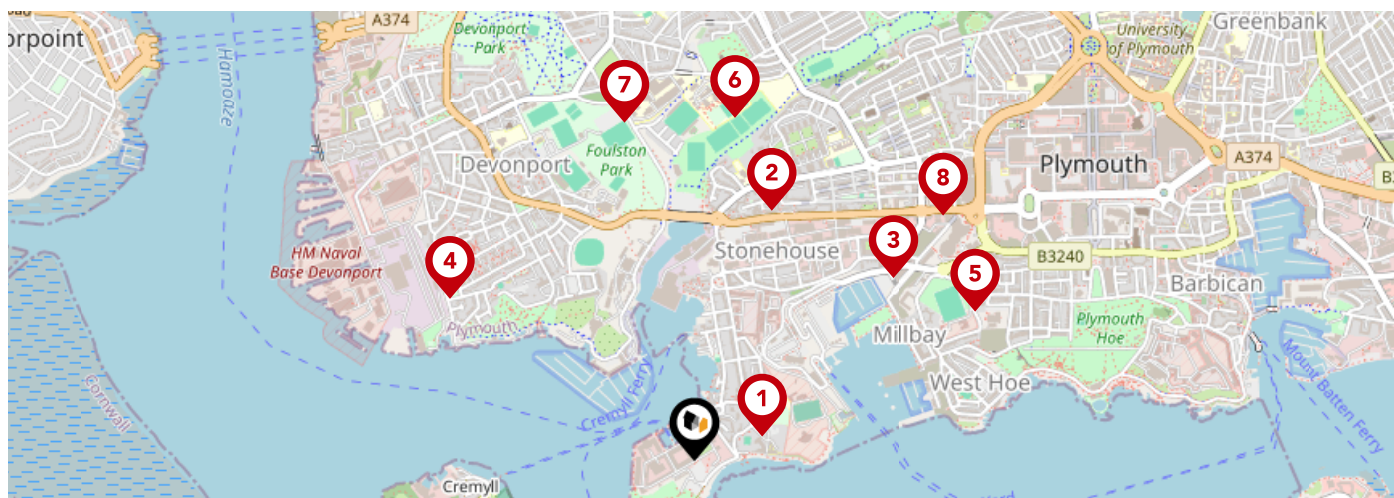 A374
Greenbank
University
of Plymouth
orpoint
Devonport
Park
Hamoaze
7
6
Foulston
Park
Devonport
2
Plymouth
A374
8
3
Stonehouse
HM Naval
Base Devonport
4
5
B3240
Barbican
Plymouth
Plymouth
Hoe
Millbay
West Hoe
Mount Batten Ferry
Cornwall
Cremyll Ferry
1
Cremyll